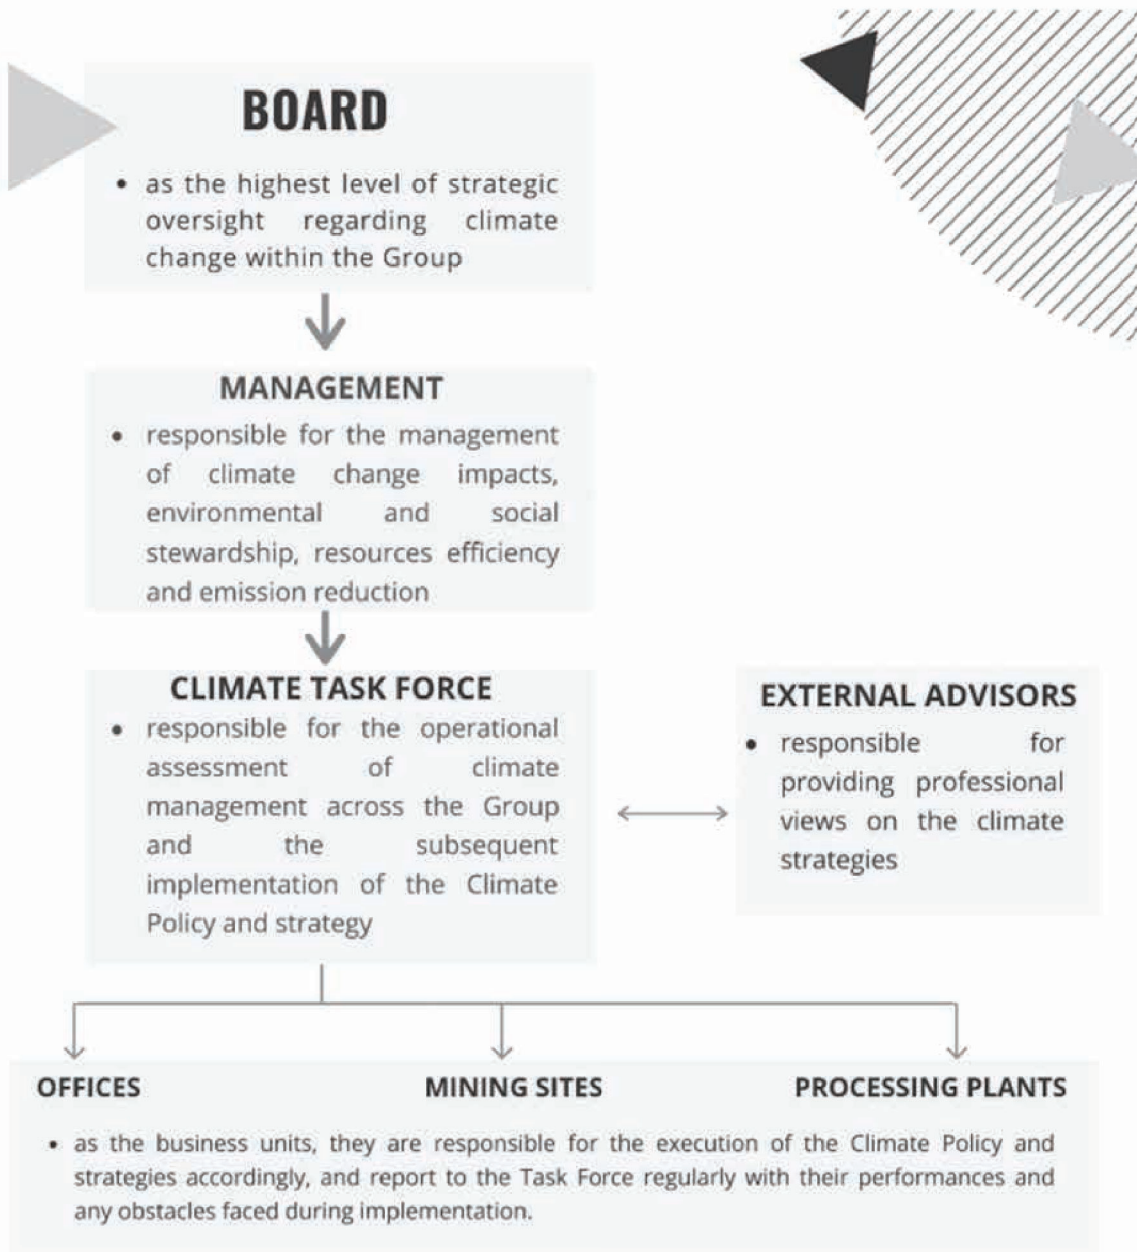 BOARD
• as the highest level of strategic
oversight regarding climate
change within the Group
MANAGEMENT
• responsible for the management
of climate change impacts,
environmental and social
stewardship, resources efficiency
and emission reduction
CLIMATE TASK FORCE
• responsible for the operational
assessment of climate
management across the Group
and the subsequent
implementation of the Climate
Policy and strategy
EXTERNAL ADVISORS
• responsible for
providing professional
views on the climate
strategies
OFFICES MINING SITES PROCESSING PLANTS
• as the business units, they are responsible for the execution of the Climate Policy and
strategies accordingly, and report to the Task Force regularly with their performances and
any obstacles faced during implementation.